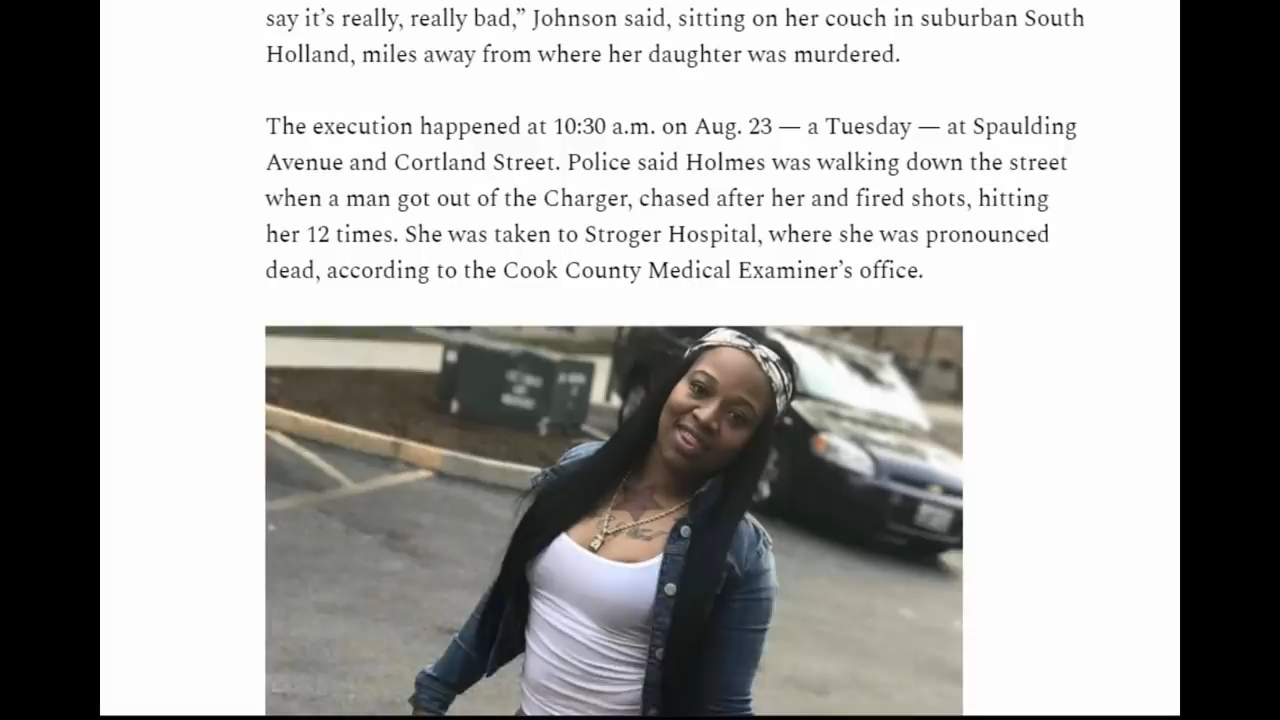 say it’s really, really bad,” Johnson said, sitting on her couch in suburban South
Holland, miles away from where her daughter was murdered.
The execution happened at 10:30 a.m. on Aug. 23 — a Tuesday — at Spaulding
Avenue and Cortland Street. Police said Holmes was walking down the street
when a man got out of the Charger, chased after her and fired shots, hitting
her 12 times. She was taken to Stroger Hospital, where she was pronounced
dead, according to the Cook County Medical Examiner’s office.